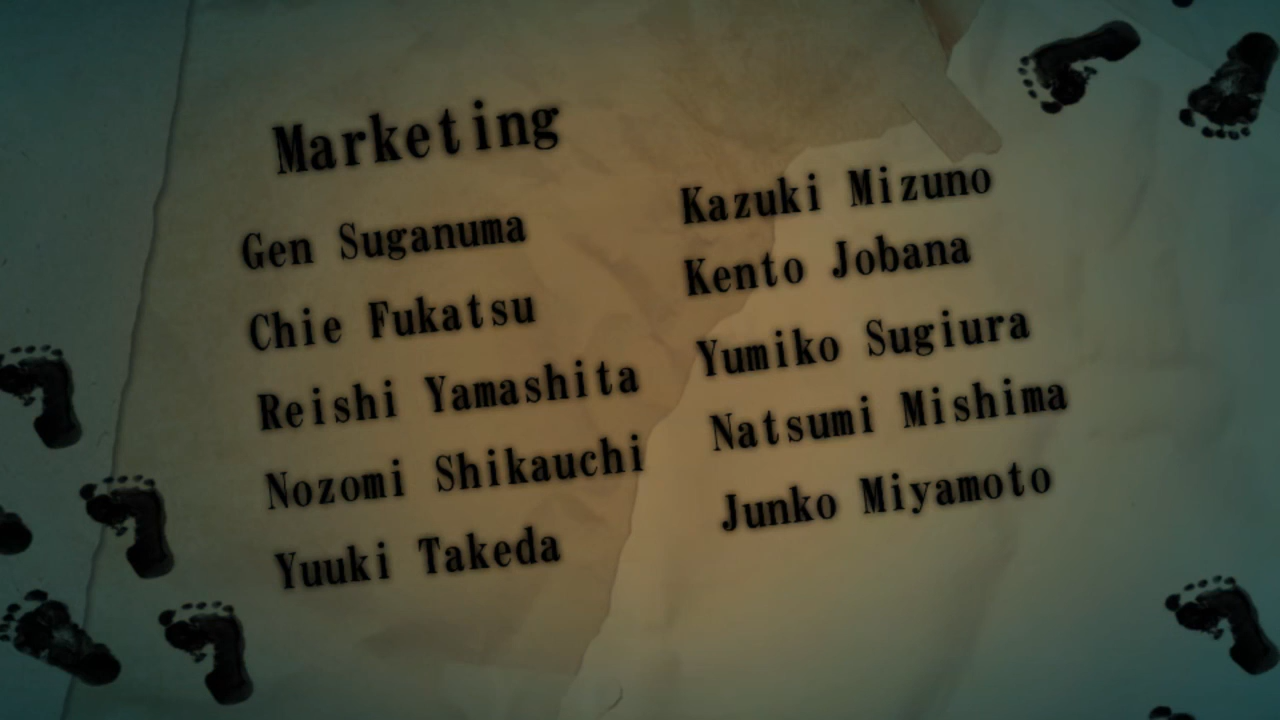 Marketing
Gen Suganuma
Chie Fukatsu
Reishi Yamashita
Nozomi Shikauchi
Yuuki Takeda
Kazuki Mizuno
Kento Jobana
Yumiko Sugiura
Natsumi Mishima
Junko Miyamoto